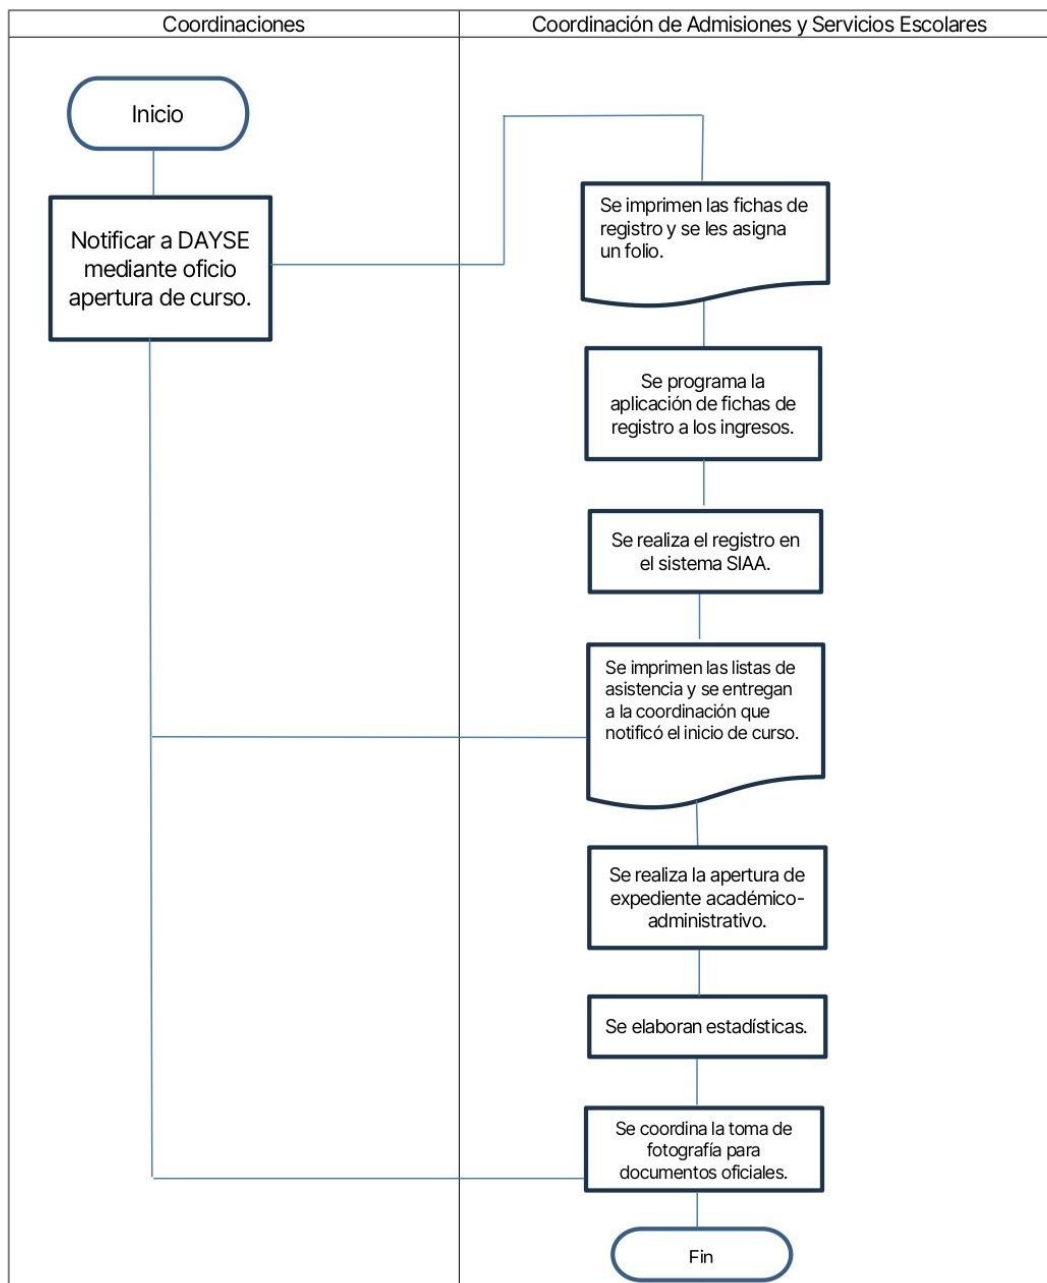 Coordinaciones
Coordinación de Admisiones y Servicios Escolares
Inicio
Notificar a DAYSE
mediante oficio
apertura de curso.
Se imprimen las fichas de
registro y se les asigna
un folio.
Se programa la
aplicación de fichas de
registro a los ingresos.
Se realiza el registro en
el sistema SIAA.
Se imprimen las listas de
asistencia y se entregan
a la coordinación que
notificó el inicio de curso.
Se realiza la apertura de
expediente académico-
administrativo.
Se elaboran estadísticas.
Se coordina la toma de
fotografía para
documentos oficiales.
Fin